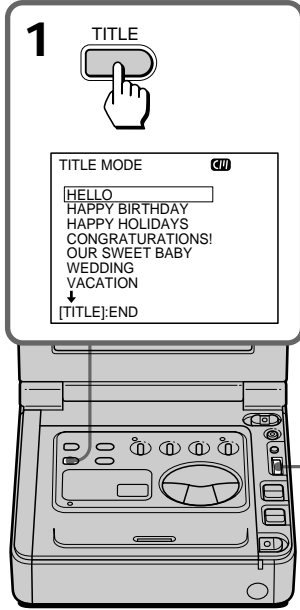 1
TITLE
TITLE MODE
HELLO
HAPPY BIRTHDAY
HAPPY HOLIDAYS
CONGRATURATIONS!
OUR SWEET BABY
WEDDING
VACATION
[TITLE]:END